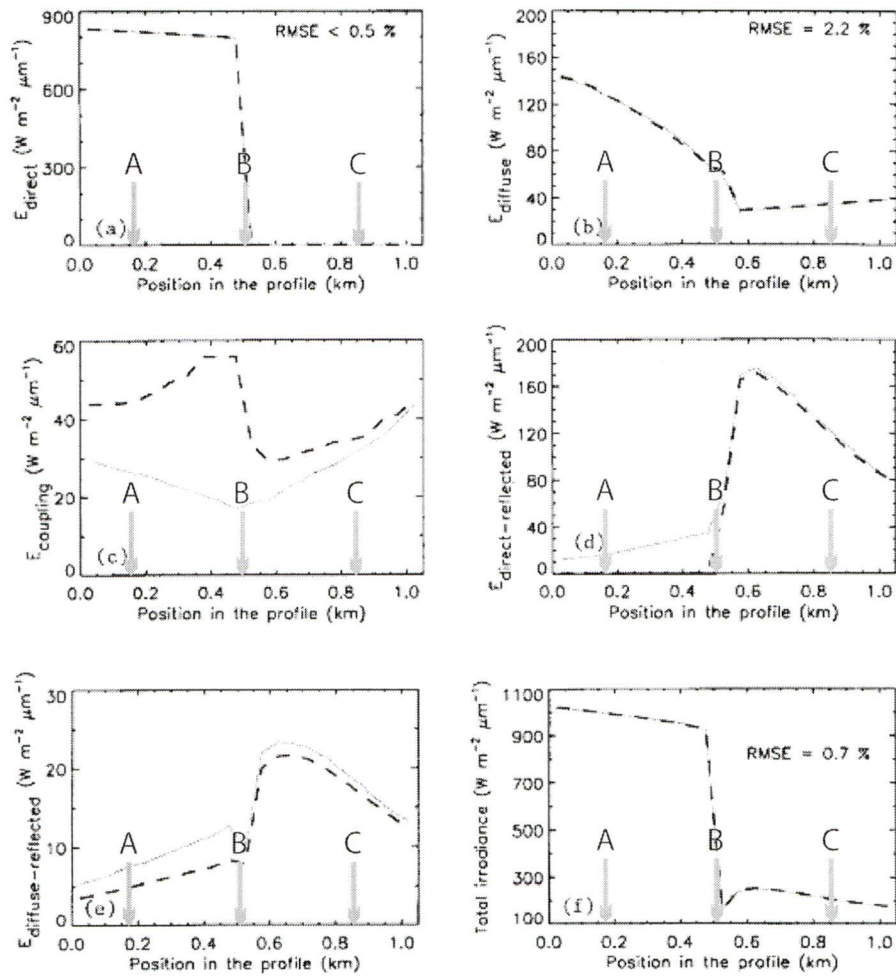 900
600
300
0
E_direct (W m⁻² μm⁻¹)
RMSE < 0.5 %
A
B
C
(a)
0.0 0.2 0.4 0.6 0.8 1.0
Position in the profile (km)
200
160
120
80
40
0
E_diffuse (W m⁻² μm⁻¹)
RMSE = 2.2 %
A
B
C
(b)
0.0 0.2 0.4 0.6 0.8 1.0
Position in the profile (km)
60
40
20
0
E_coupling (W m⁻² μm⁻¹)
A
B
C
(c)
0.0 0.2 0.4 0.6 0.8 1.0
Position in the profile (km)
200
160
120
80
40
0
E_direct-reflected (W m⁻² μm⁻¹)
A
B
C
(d)
0.0 0.2 0.4 0.6 0.8 1.0
Position in the profile (km)
30
20
10
0
E_diffuse-reflected (W m⁻² μm⁻¹)
A
B
C
(e)
0.0 0.2 0.4 0.6 0.8 1.0
Position in the profile (km)
1100
900
700
500
300
100
Total irradiance (W m⁻² μm⁻¹)
RMSE = 0.7 %
A
B
C
(f)
0.0 0.2 0.4 0.6 0.8 1.0
Position in the profile (km)